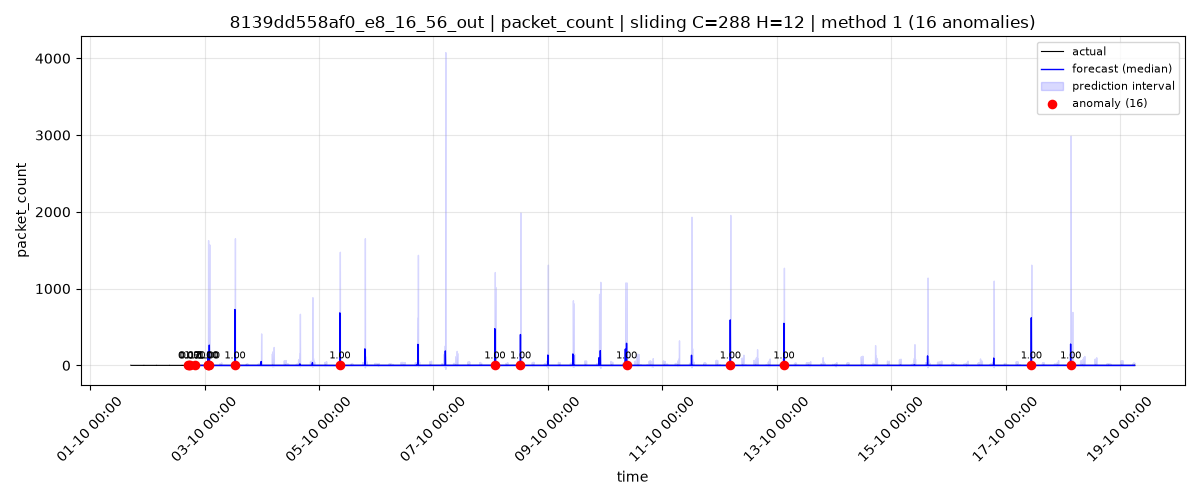 8139dd558af0_e8_16_56_out | packet_count | sliding C=288 H=12 | method 1 (16 anomalies)
actual
forecast (median)
prediction interval
anomaly (16)
packet_count
4000
3000
2000
1000
0
1.00 1.00 1.00 1.00 1.00 1.00 1.00 1.00 1.00
01-10 00:00 03-10 00:00 05-10 00:00 07-10 00:00 09-10 00:00 11-10 00:00 13-10 00:00 15-10 00:00 17-10 00:00 19-10 00:00
time